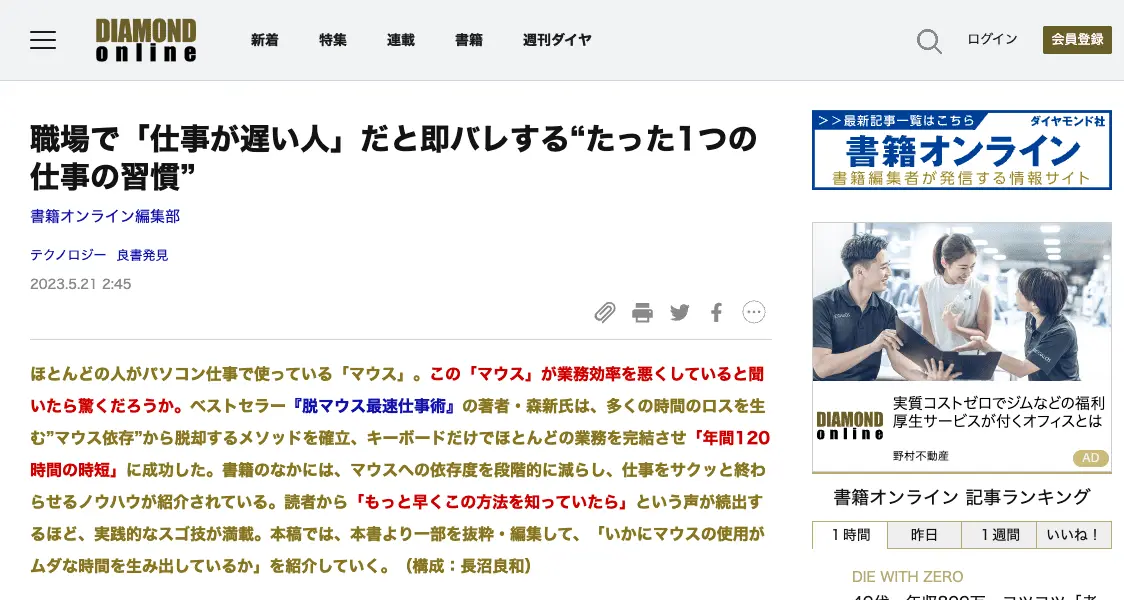 DIAMOND online
新着 特集 連載 書籍 週刊ダイヤ
ログイン
会員登録
職場で「仕事が遅い人」だと即バレする“たった1つの
仕事の習慣”
書籍オンライン編集部
テクノロジー 良書発見
2023.5.21 2:45
ほとんどの人がパソコン仕事で使っている「マウス」。この「マウス」が業務効率を悪くしていると聞
いたら驚くだろうか。ベストセラー『脱マウス最速仕事術』の著者・森新氏は、多くの時間のロスを生
む”マウス依存”から脱却するメソッドを確立、キーボードだけでほとんどの業務を完結させ「年間120
時間の時短」に成功した。書籍のなかには、マウスへの依存度を段階的に減らし、仕事をサクッと終わ
らせるノウハウが紹介されている。読者から「もっと早くこの方法を知っていたら」という声が続出す
るほど、実践的なスゴ技が満載。本稿では、本書より一部を抜粋・編集して、「いかにマウスの使用が
ムダな時間を生み出しているか」を紹介していく。（構成：長沼良和）
>>最新記事一覧はこちら ダイヤモンド社
書籍オンライン
書籍編集者が発信する情報サイト
DIAMOND online
実質コストゼロでジムなどの福利
厚生サービスが付くオフィスとは
野村不動産
AD
書籍オンライン 記事ランキング
1時間 昨日 1週間 いいね！
DIE WITH ZERO